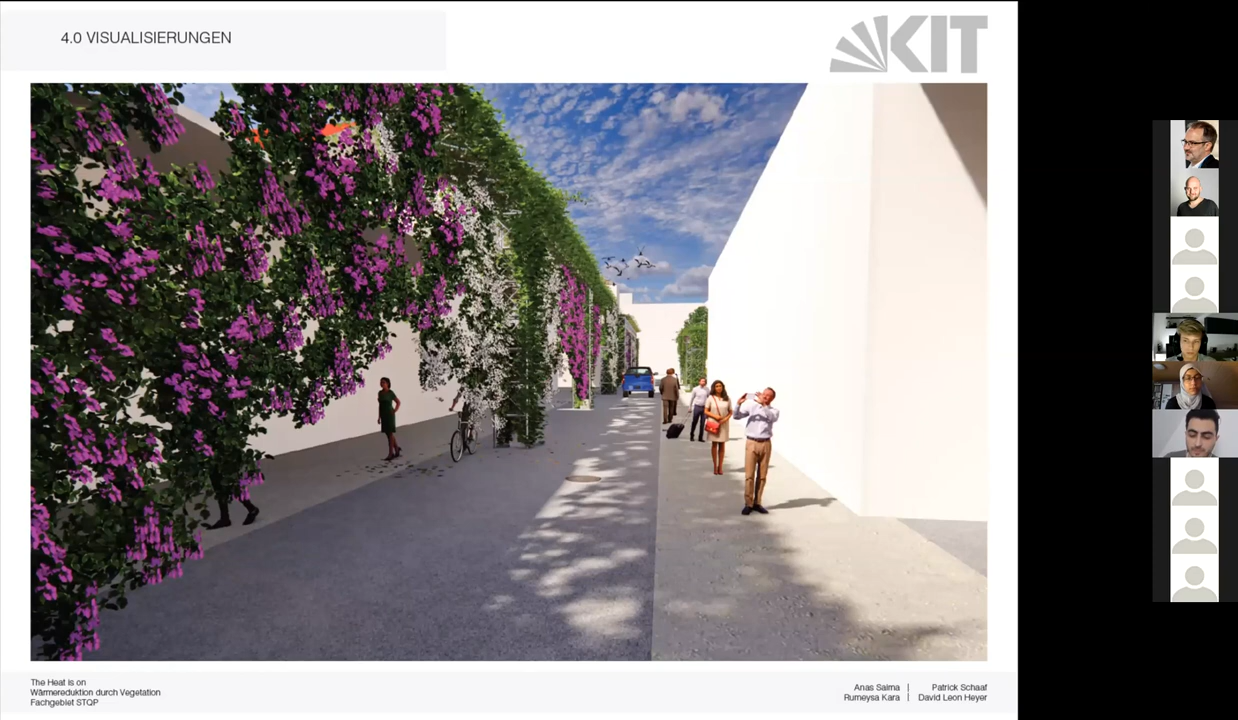 4.0 VISUALISIERUNGEN
KIT
The Heat is on
Wärmereduktion durch Vegetation
Fachgebiet STQP
Anas Salma | Patrick Schaaf
Rumeysa Kara | David Leon Heyer